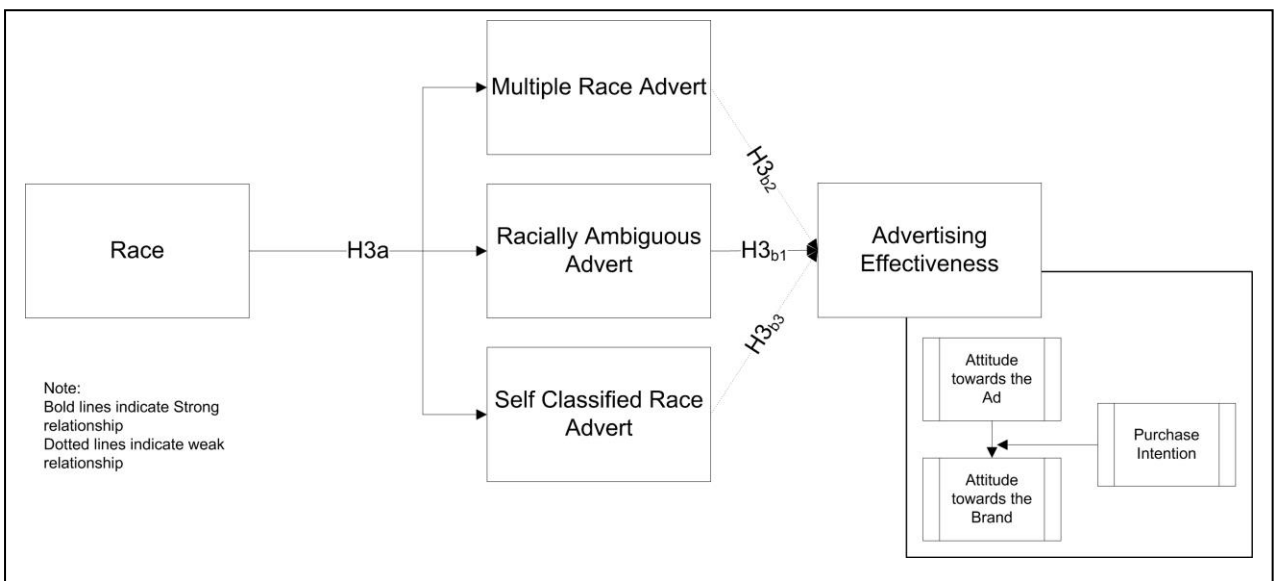 Multiple Race Advert
H3b2
Race
H3a
Racially Ambiguous
Advert
H3b1
Advertising
Effectiveness
H3b3
Self Classified Race
Advert
Note:
Bold lines indicate Strong
relationship
Dotted lines indicate weak
relationship
Attitude
towards the
Ad
Purchase
Intention
Attitude
towards the
Brand